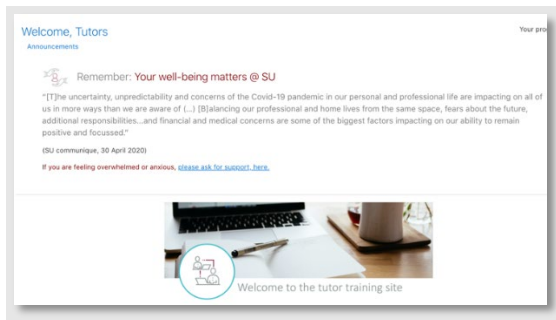 Welcome, Tutors
Your pro
Announcements
Remember: Your well-being matters @ SU
"[T]he uncertainty, unpredictability and concerns of the Covid-19 pandemic in our personal and professional life are impacting on all of
us in more ways than we are aware of (...) [B]alancing our professional and home lives from the same space, fears about the future,
additional responsibilities...and financial and medical concerns are some of the biggest factors impacting on our ability to remain
positive and focussed."
(SU communique, 30 April 2020)
If you are feeling overwhelmed or anxious, please ask for support, here.
Welcome to the tutor training site